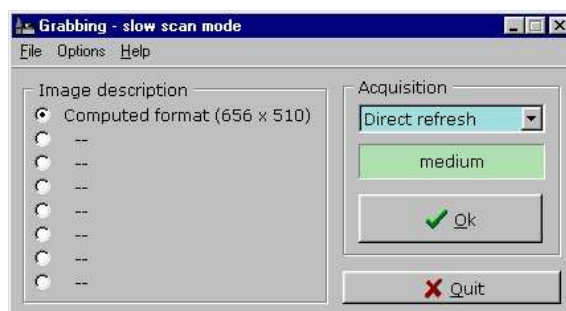 Grabbing - slow scan mode
File Options Help
Image description
Computed format (656 x 510)
--
--
--
--
--
--
--
Acquisition
Direct refresh
medium
Ok
Quit